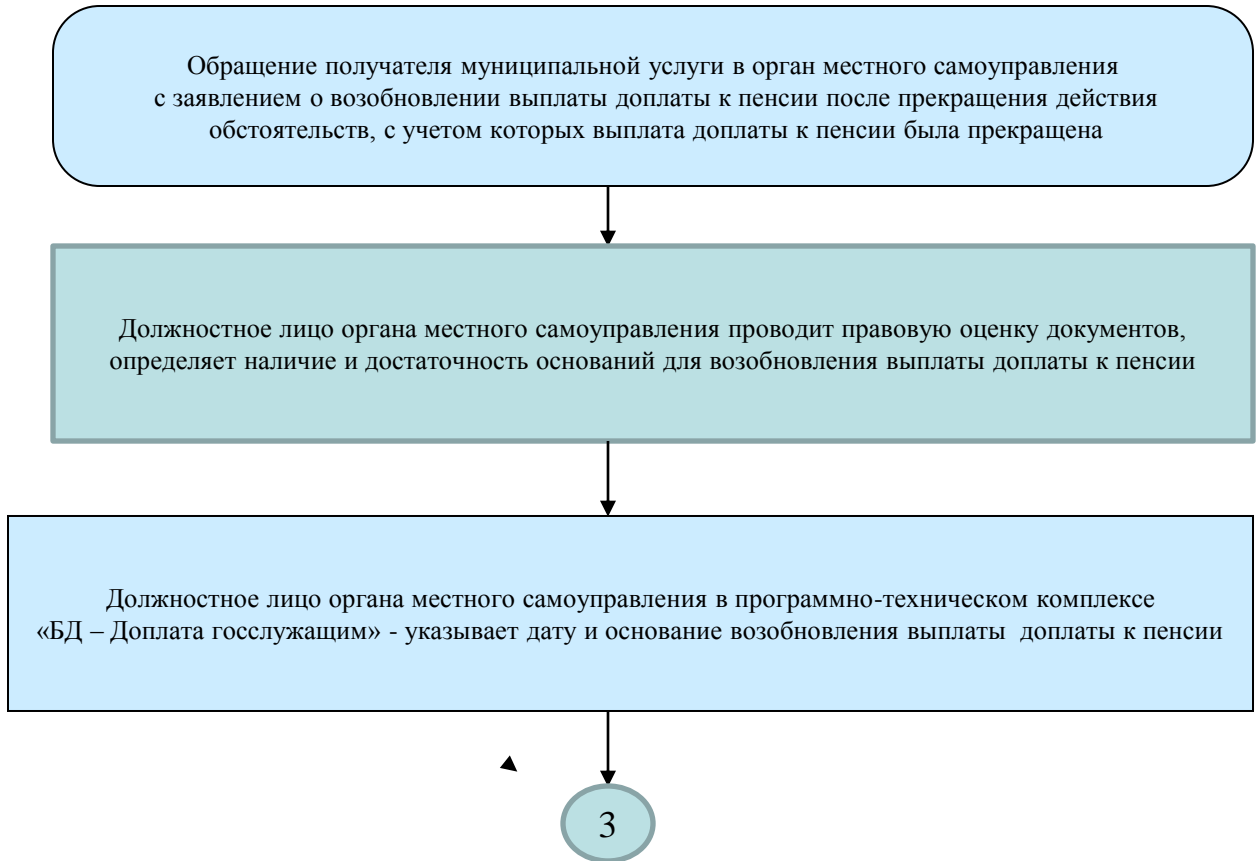 Обращение получателя муниципальной услуги в орган местного самоуправления
с заявлением о возобновлении выплаты доплаты к пенсии после прекращения действия
обстоятельств, с учетом которых выплата доплаты к пенсии была прекращена
Должностное лицо органа местного самоуправления проводит правовую оценку документов,
определяет наличие и достаточность оснований для возобновления выплаты доплаты к пенсии
Должностное лицо органа местного самоуправления в программно-техническом комплексе
«БД – Доплата госслужащим» - указывает дату и основание возобновления выплаты  доплаты к пенсии
3